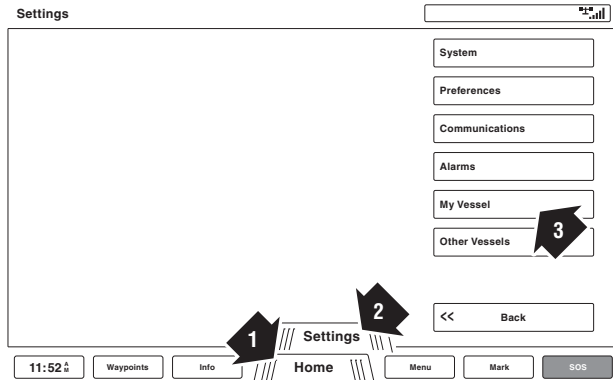 Settings
System
Preferences
Communications
Alarms
My Vessel
3
Other Vessels
<< Back
2
1
Settings
11:52 AM
Waypoints
Info
Home
Menu
Mark
SOS